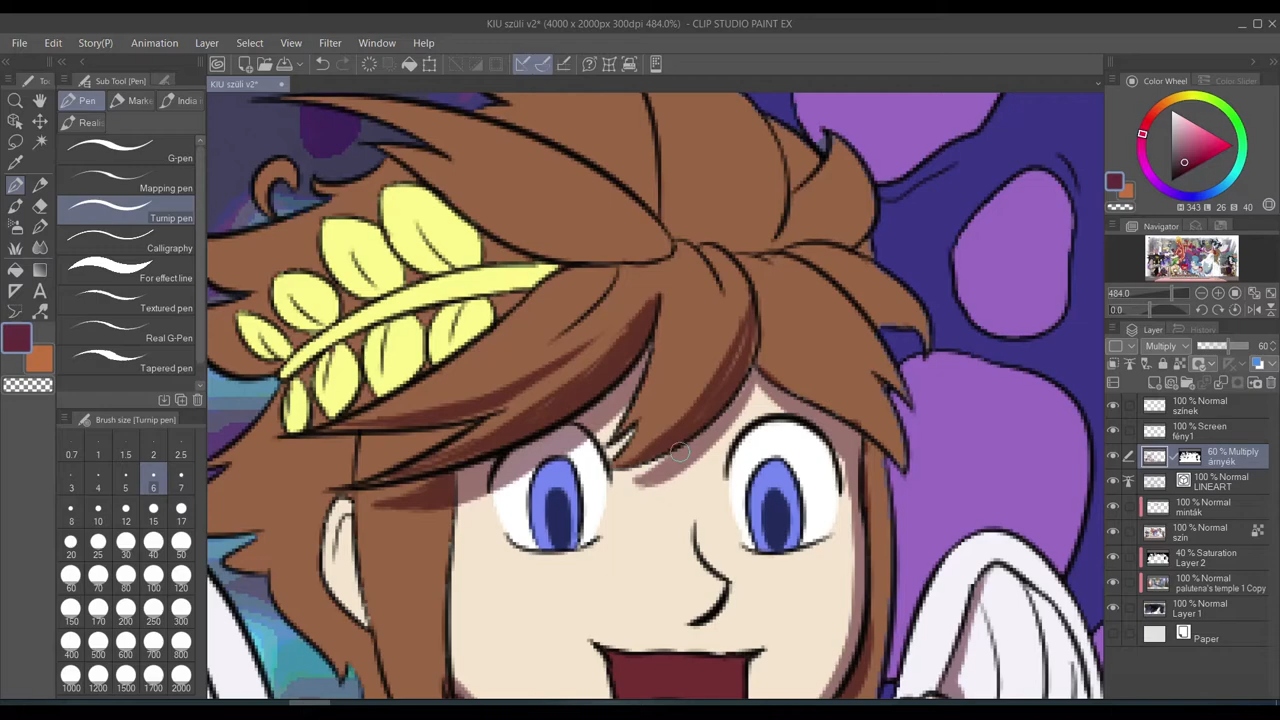 KIU szüli v2* (4000 x 2000px 300dpi 484.0%) - CLIP STUDIO PAINT EX
File Edit Story(P) Animation Layer Select View Filter Window Help
To Sub Tool [Pen]
KIU szüli v2*
Color Wheel Color Slider
Pen Marke India
Realis
G-pen
Mapping pen
Turnip pen
Calligraphy
For effect line
Textured pen
Real G-Pen
Tapered pen
Brush size [Turnip pen]
0.7 1 1.5 2 2.5
3 4 5 6 7
8 10 12 15 17
20 25 30 40 50
60 70 80 100 120
150 170 200 250 300
400 500 600 700 800
1000 1200 1500 1700 2000
H 343 L 26 S 40
Navigator
484.0
0.0
Layer History
Multiply 60
100 % Normal
színek
100 % Screen
fény1
60 % Multiply
árnyék
100 % Normal
LINEART
100 % Normal
minták
100 % Normal
szín
40 % Saturation
Layer 2
100 % Normal
palutena's temple 1 Copy
100 % Normal
Layer 1
Paper